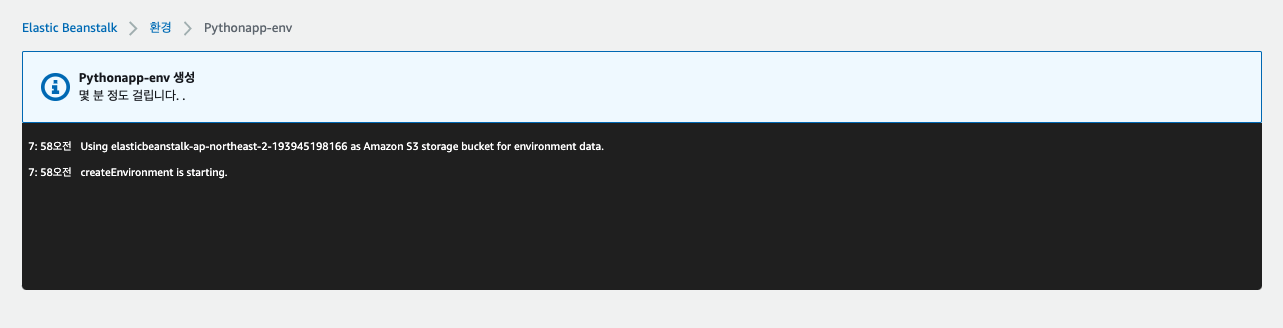 Elastic Beanstalk > 환경 > Pythonapp-env
Pythonapp-env 생성
몇 분 정도 걸립니다. .
7: 58오전 Using elasticbeanstalk-ap-northeast-2-193945198166 as Amazon S3 storage bucket for environment data.
7: 58오전 createEnvironment is starting.